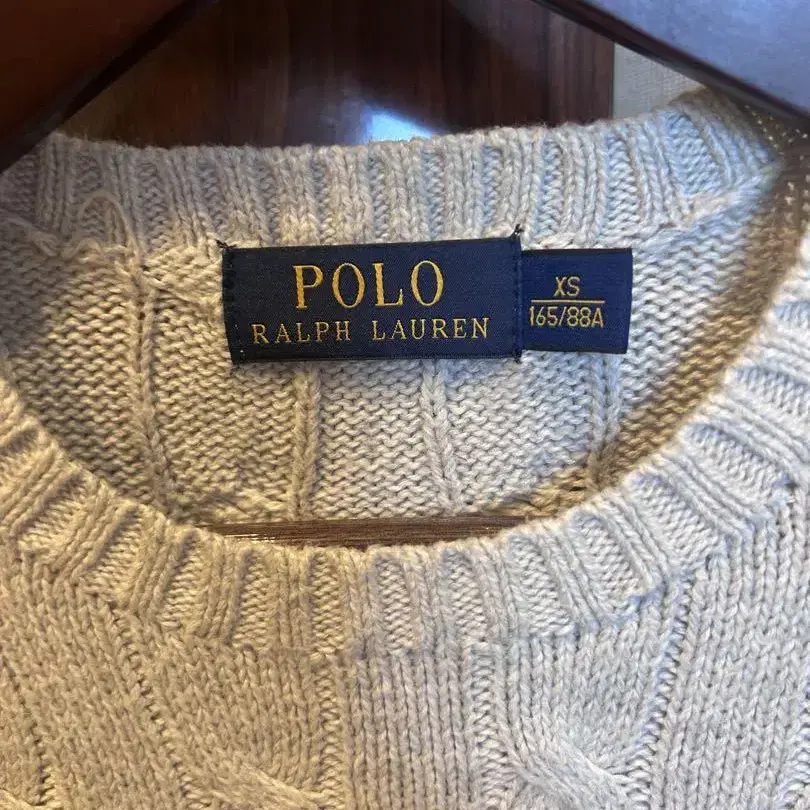 POLO
RALPH LAUREN
XS
165/88A